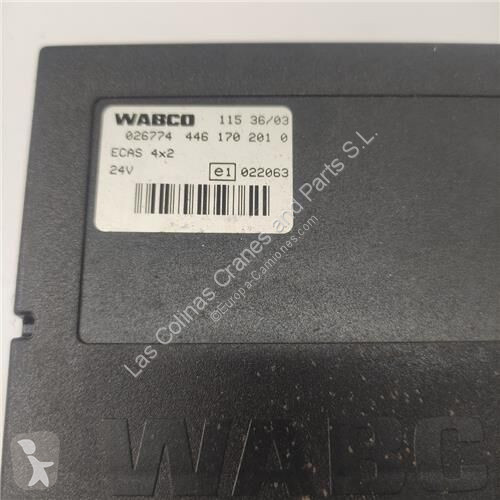 WABCO 115 36/03
026774 446 170 201 0
ECAS 4x2
24V e1 022063
Las Colinas Cranes and Parts S.L.
©Europa-Camiones.com
WABC